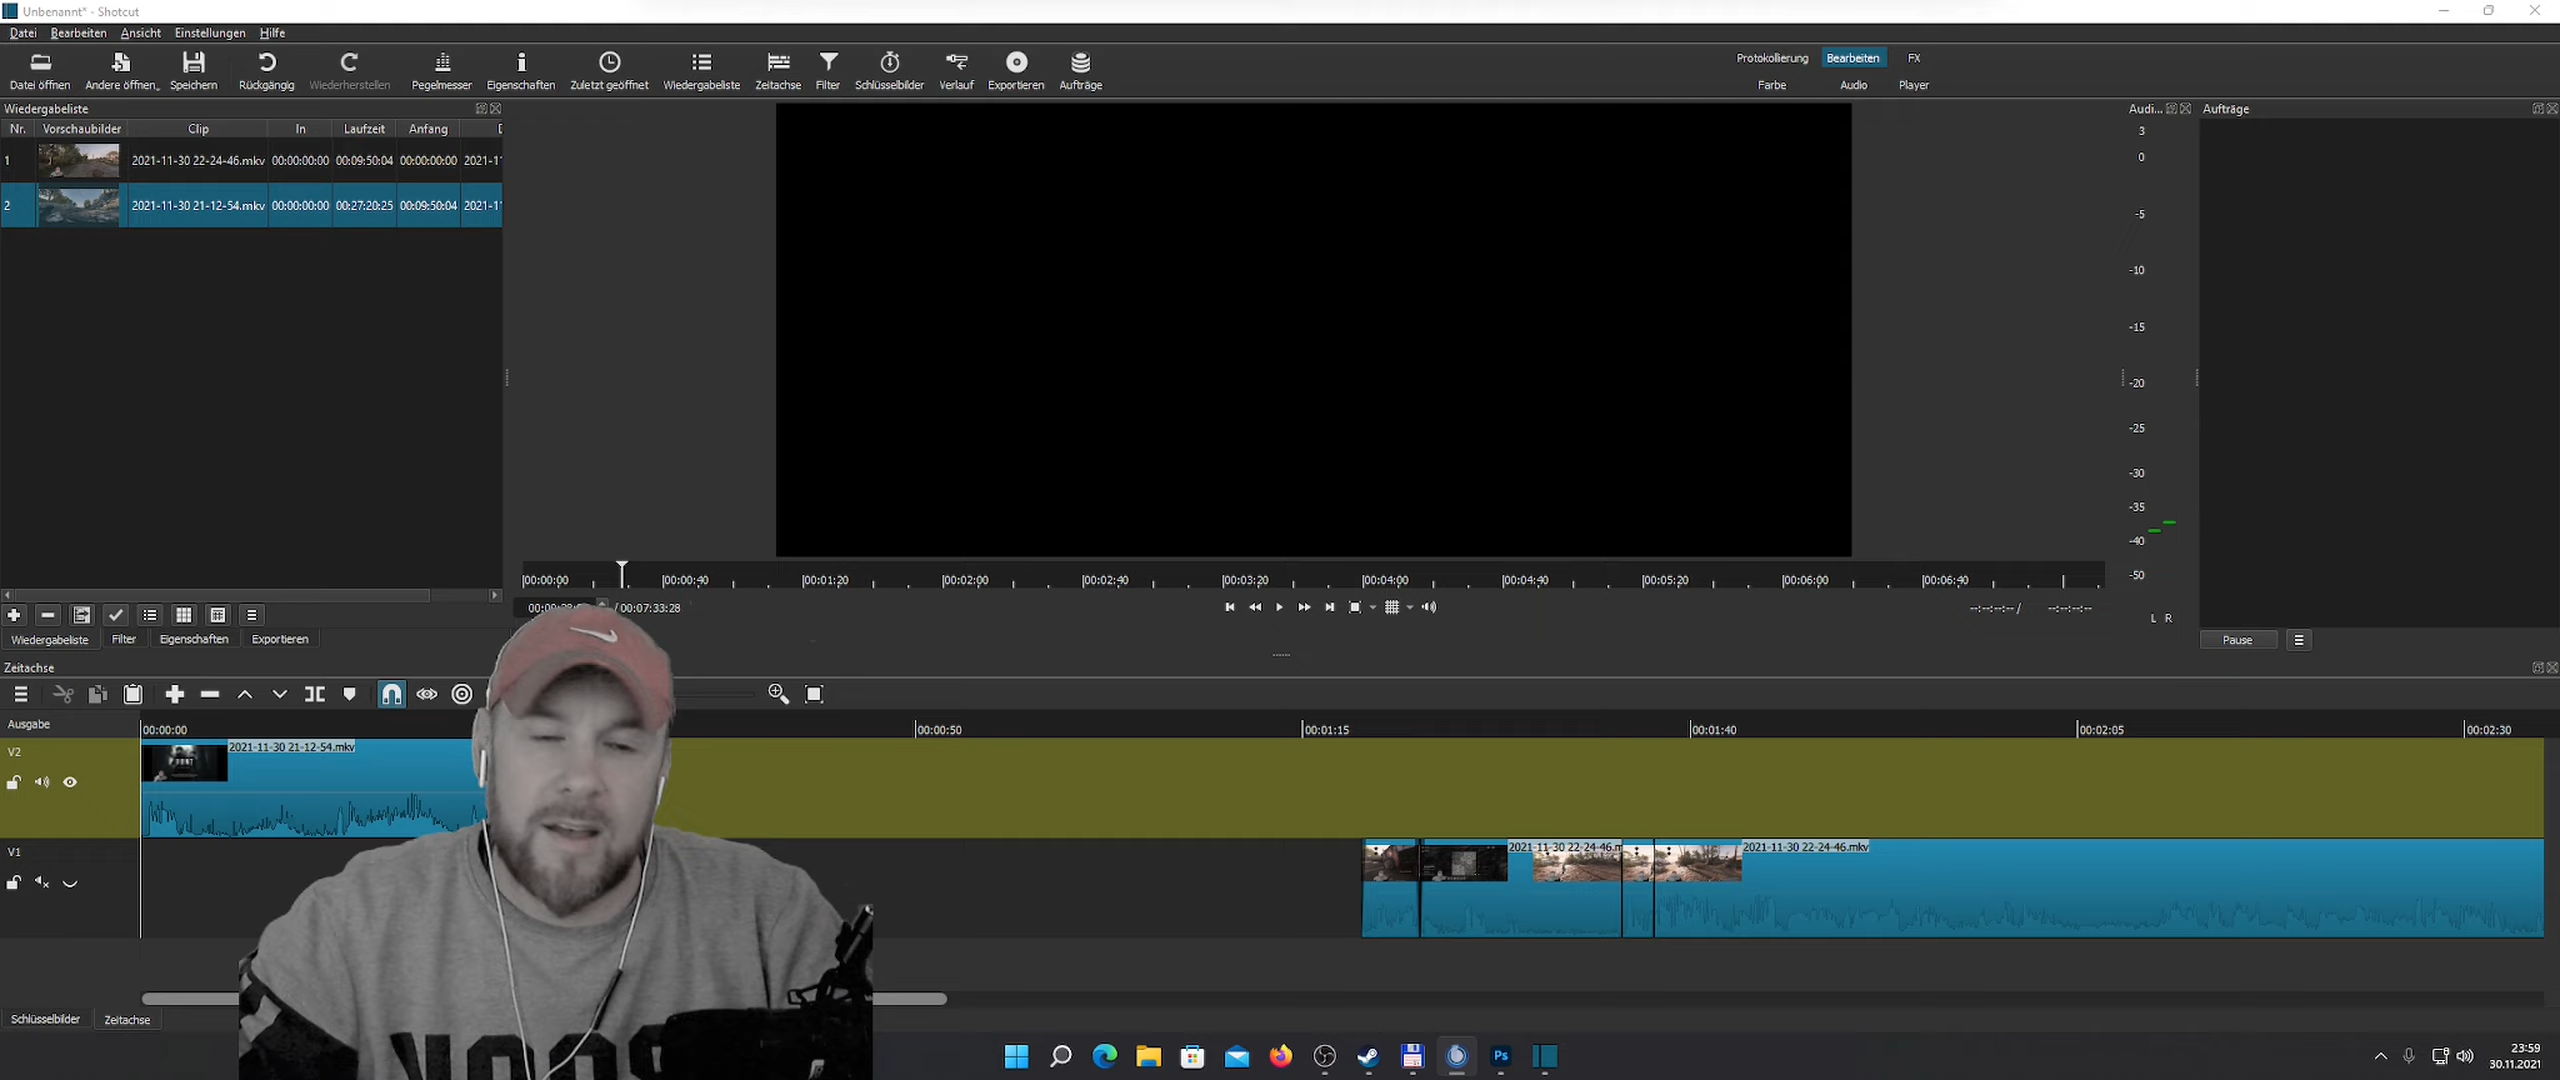 Unbenannt* - Shotcut
Datei Bearbeiten Ansicht Einstellungen Hilfe
Datei öffnen Andere öffnen... Speichern Rückgängig Wiederherstellen Pegelmesser Eigenschaften Zuletzt geöffnet Wiedergabeliste Zeitachse Filter Schlüsselbilder Verlauf Exportieren Aufträge
Protokollierung Bearbeiten FX
Farbe Audio Player
Wiedergabeliste
Nr. Vorschaubilder Clip In Laufzeit Anfang
1 2021-11-30 22-24-46.mkv 00:00:00:00 00:09:50:04 00:00:00:00 2021-1
2 2021-11-30 21-12-54.mkv 00:00:00:00 00:27:20:25 00:09:50:04 2021-1
Audi...
3
0
-5
-10
-15
-20
-25
-30
-35
-40
-50
L R
Aufträge
Pause
00:00:00 00:00:40 00:01:20 00:02:00 00:02:40 00:03:20 00:04:00 00:04:40 00:05:20 00:06:00 00:06:40
/ 00:07:33:28
--:--:--:-- / --:--:--:--
Wiedergabeliste Filter Eigenschaften Exportieren
Zeitachse
Ausgabe
00:00:00 00:00:50 00:01:15 00:01:40 00:02:05 00:02:30
V2
2021-11-30 21-12-54.mkv
V1
2021-11-30 22-24-46.m 2021-11-30 22-24-46.mkv
Schlüsselbilder Zeitachse
Ps
23:59
30.11.2021